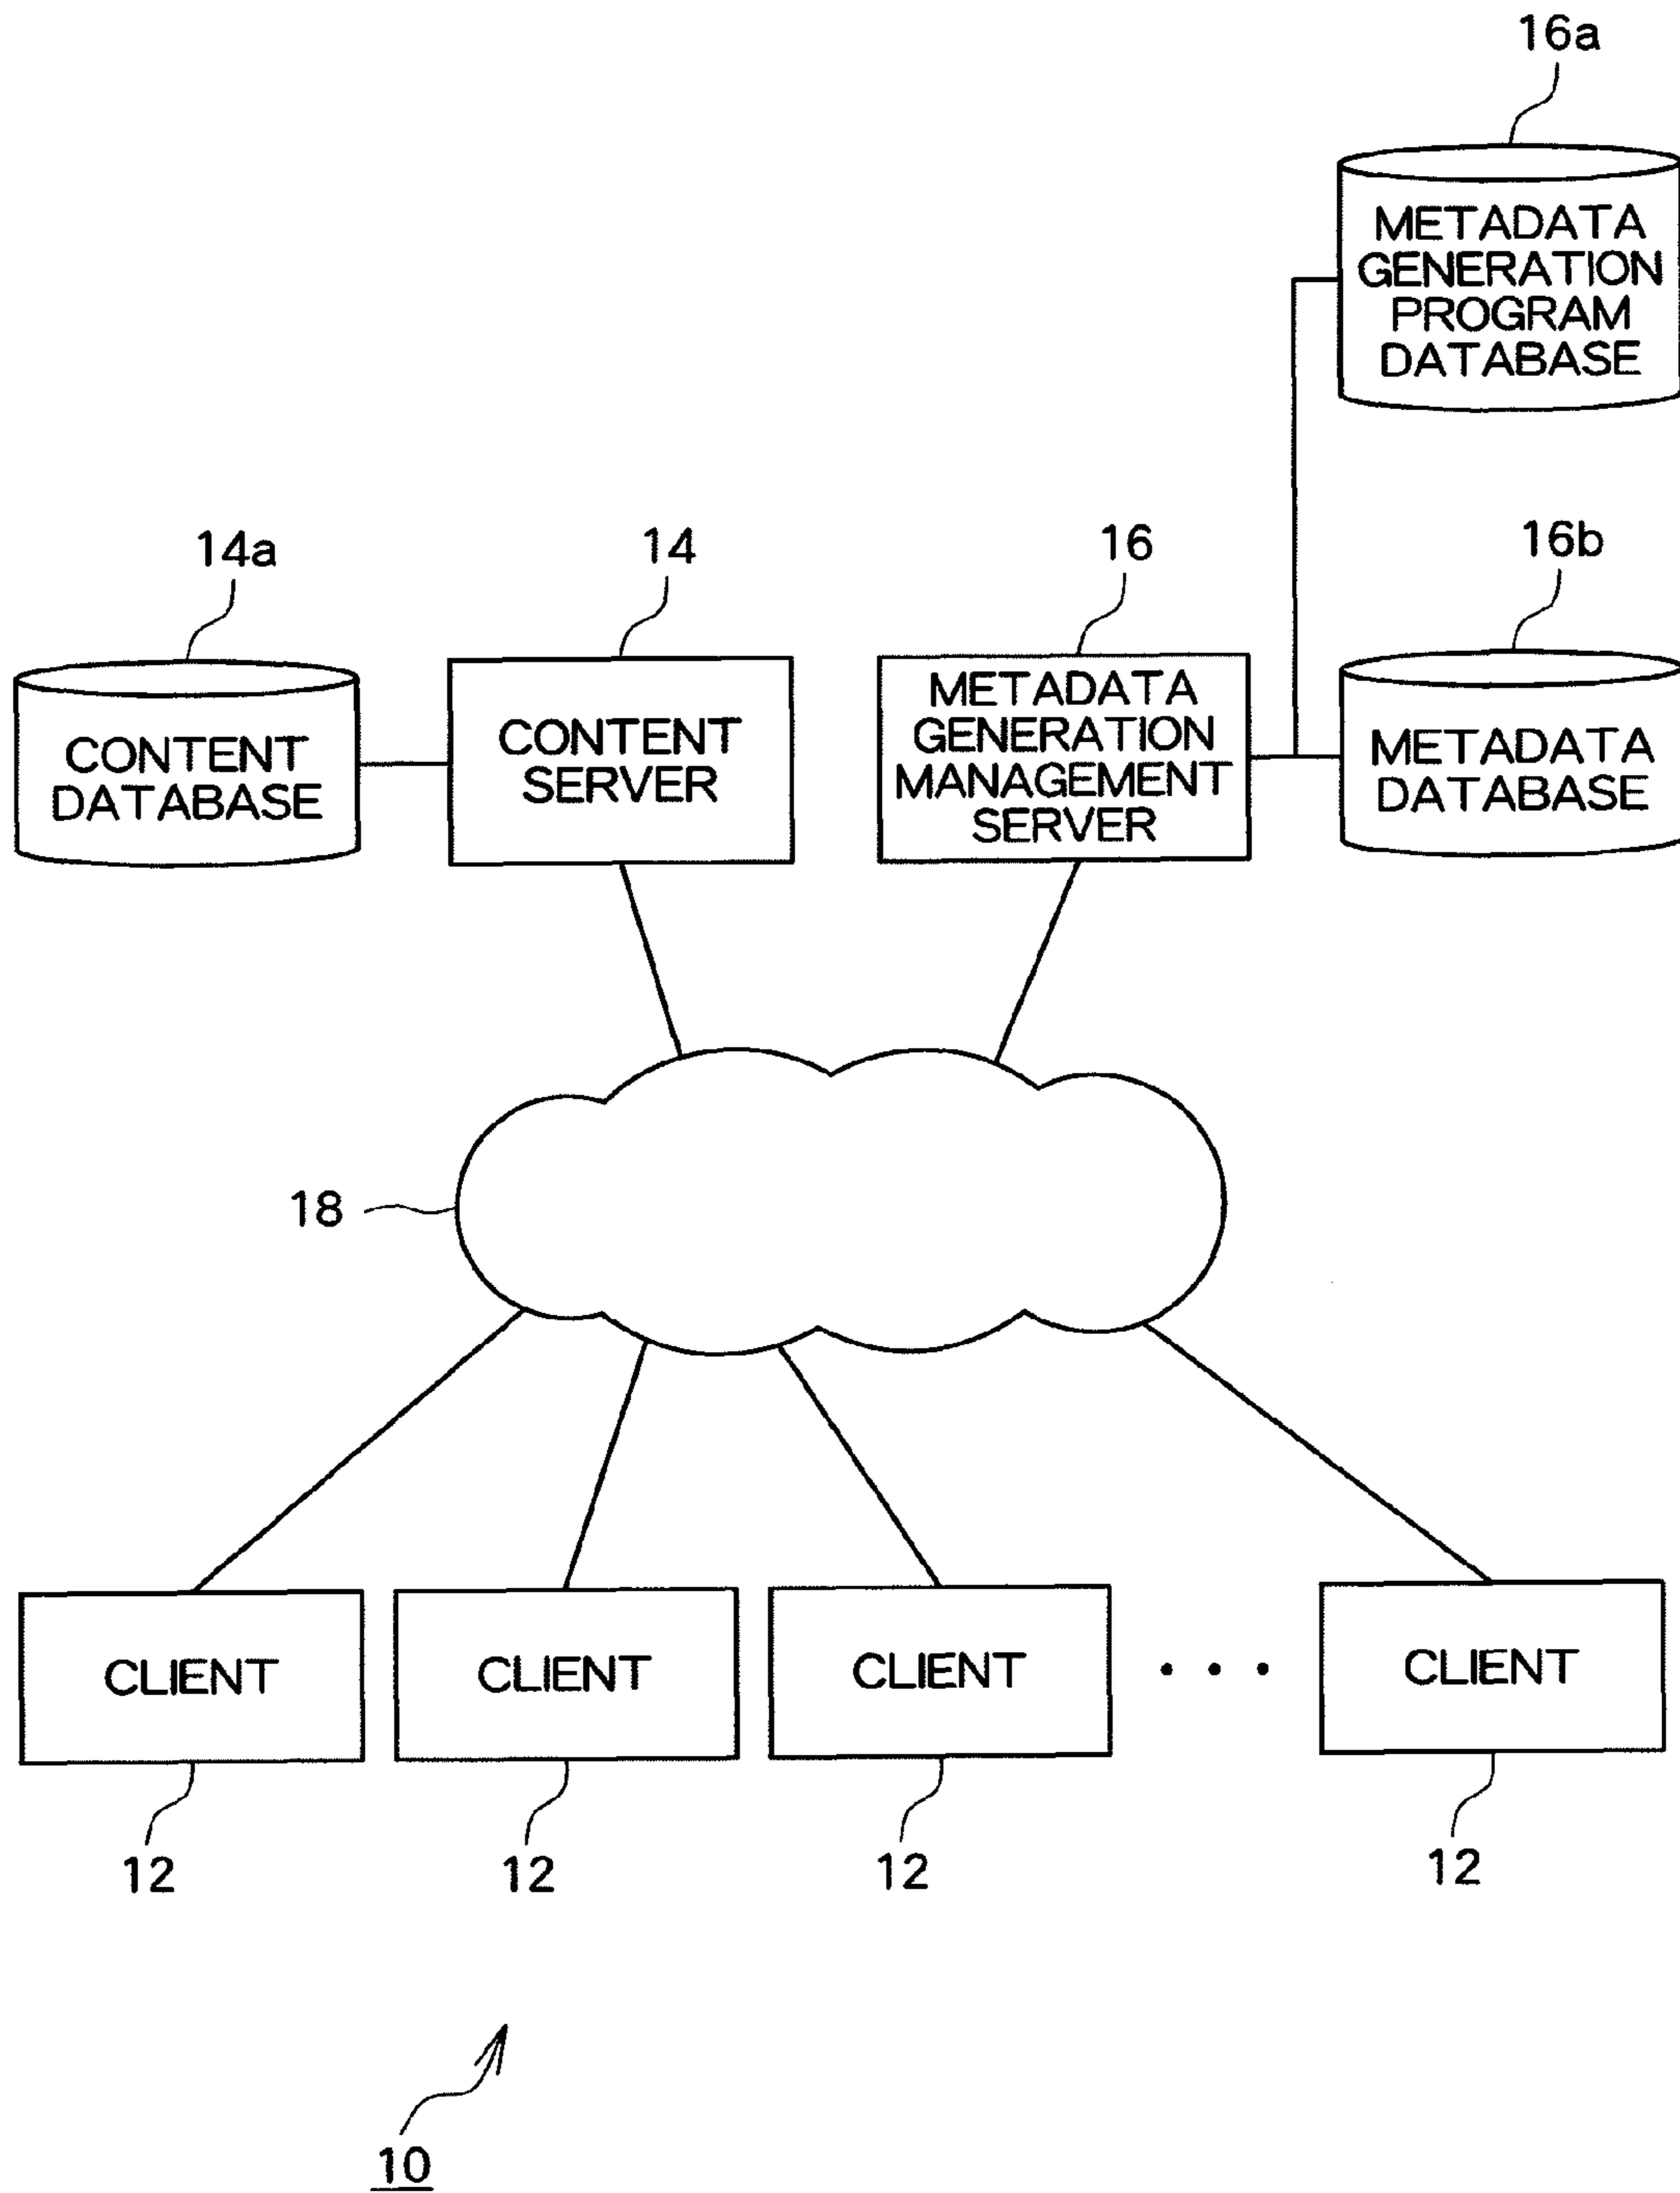 16a
METADATA
GENERATION
PROGRAM
DATABASE
14a
14
16
16b
CONTENT
DATABASE
CONTENT
SERVER
METADATA
GENERATION
MANAGEMENT
SERVER
METADATA
DATABASE
18
CLIENT
CLIENT
CLIENT
• • •
CLIENT
12
12
12
12
10